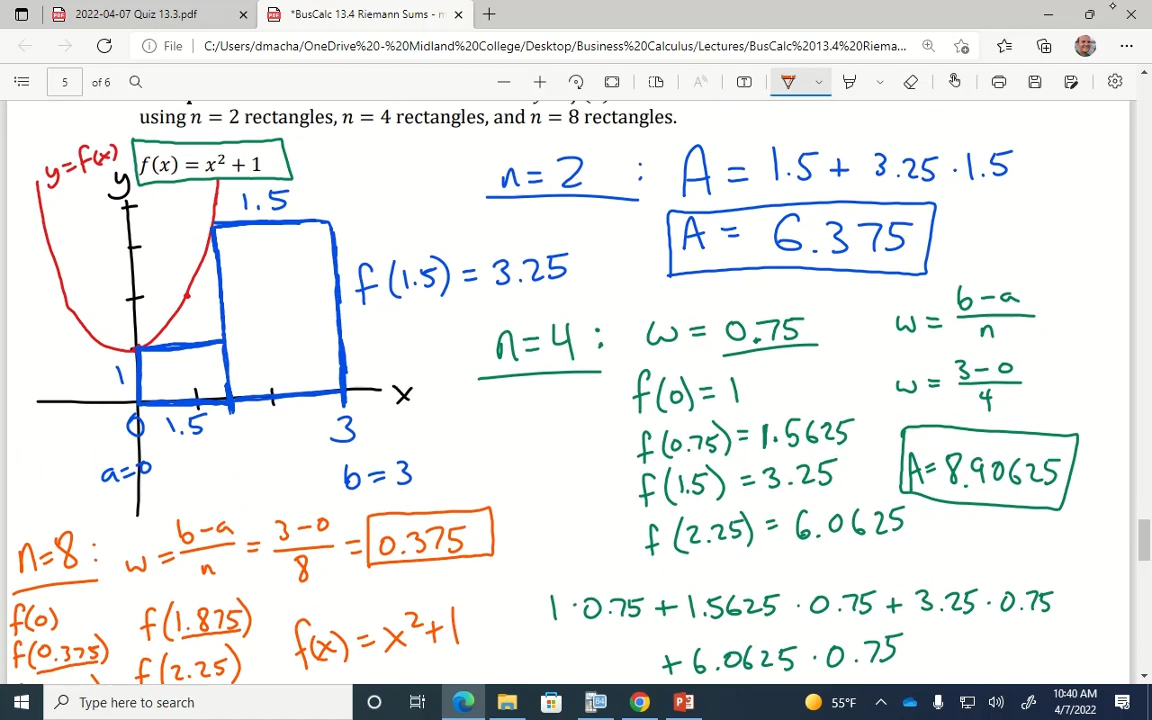 2022-04-07 Quiz 13.3.pdf
*BusCalc 13.4 Riemann Sums - m
File C:/Users/dmacha/OneDrive%20-%20Midland%20College/Desktop/Business%20Calculus/Lectures/BusCalc%2013.4%20Riema...
5 of 6
using n = 2 rectangles, n = 4 rectangles, and n = 8 rectangles.
y=f(x)
y
f(x) = x² + 1
1.5
f(1.5) = 3.25
1
0 1.5 3 x
a=0 b=3
n=2 : A = 1.5 + 3.25 · 1.5
A = 6.375
n=4 : w = 0.75
w = b-a/n
w = 3-0/4
f(0) = 1
f(0.75) = 1.5625
f(1.5) = 3.25
f(2.25) = 6.0625
A = 8.90625
1 · 0.75 + 1.5625 · 0.75 + 3.25 · 0.75
+ 6.0625 · 0.75
n=8 : w = b-a/n = 3-0/8 = 0.375
f(0) f(1.875)
f(0.375) f(2.25)
f(x) = x²+1
Type here to search
55°F
10:40 AM
4/7/2022